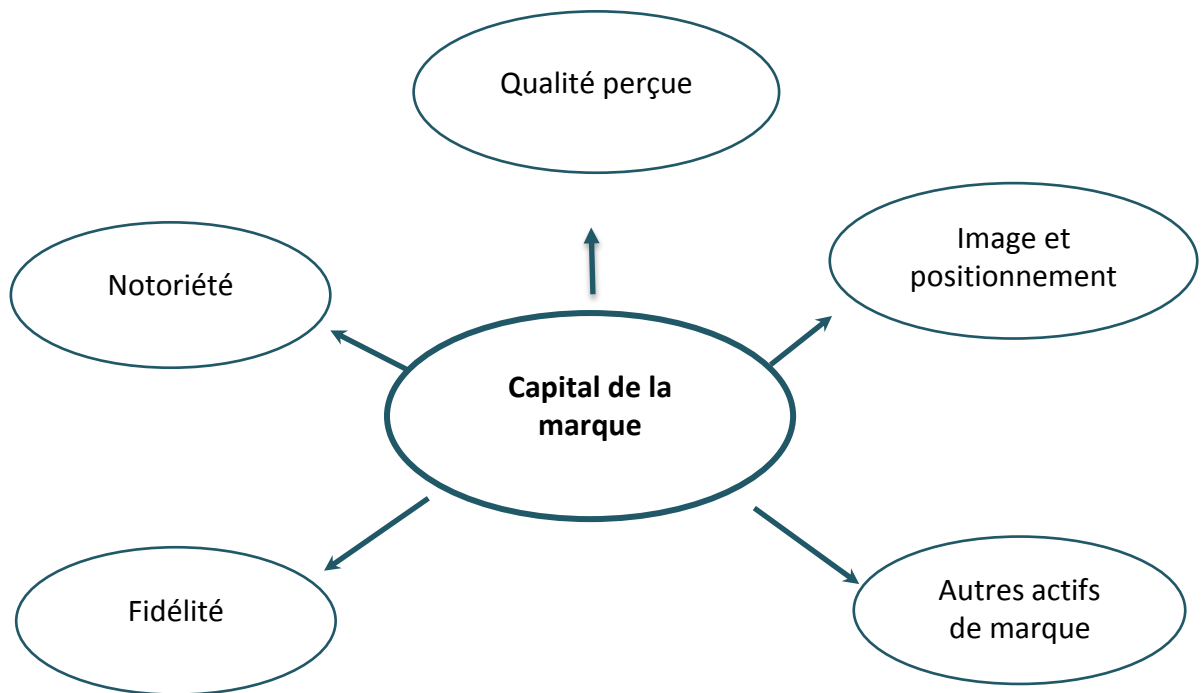 Qualité perçue
Image et
positionnement
Notoriété
Capital de la
marque
Fidélité
Autres actifs
de marque